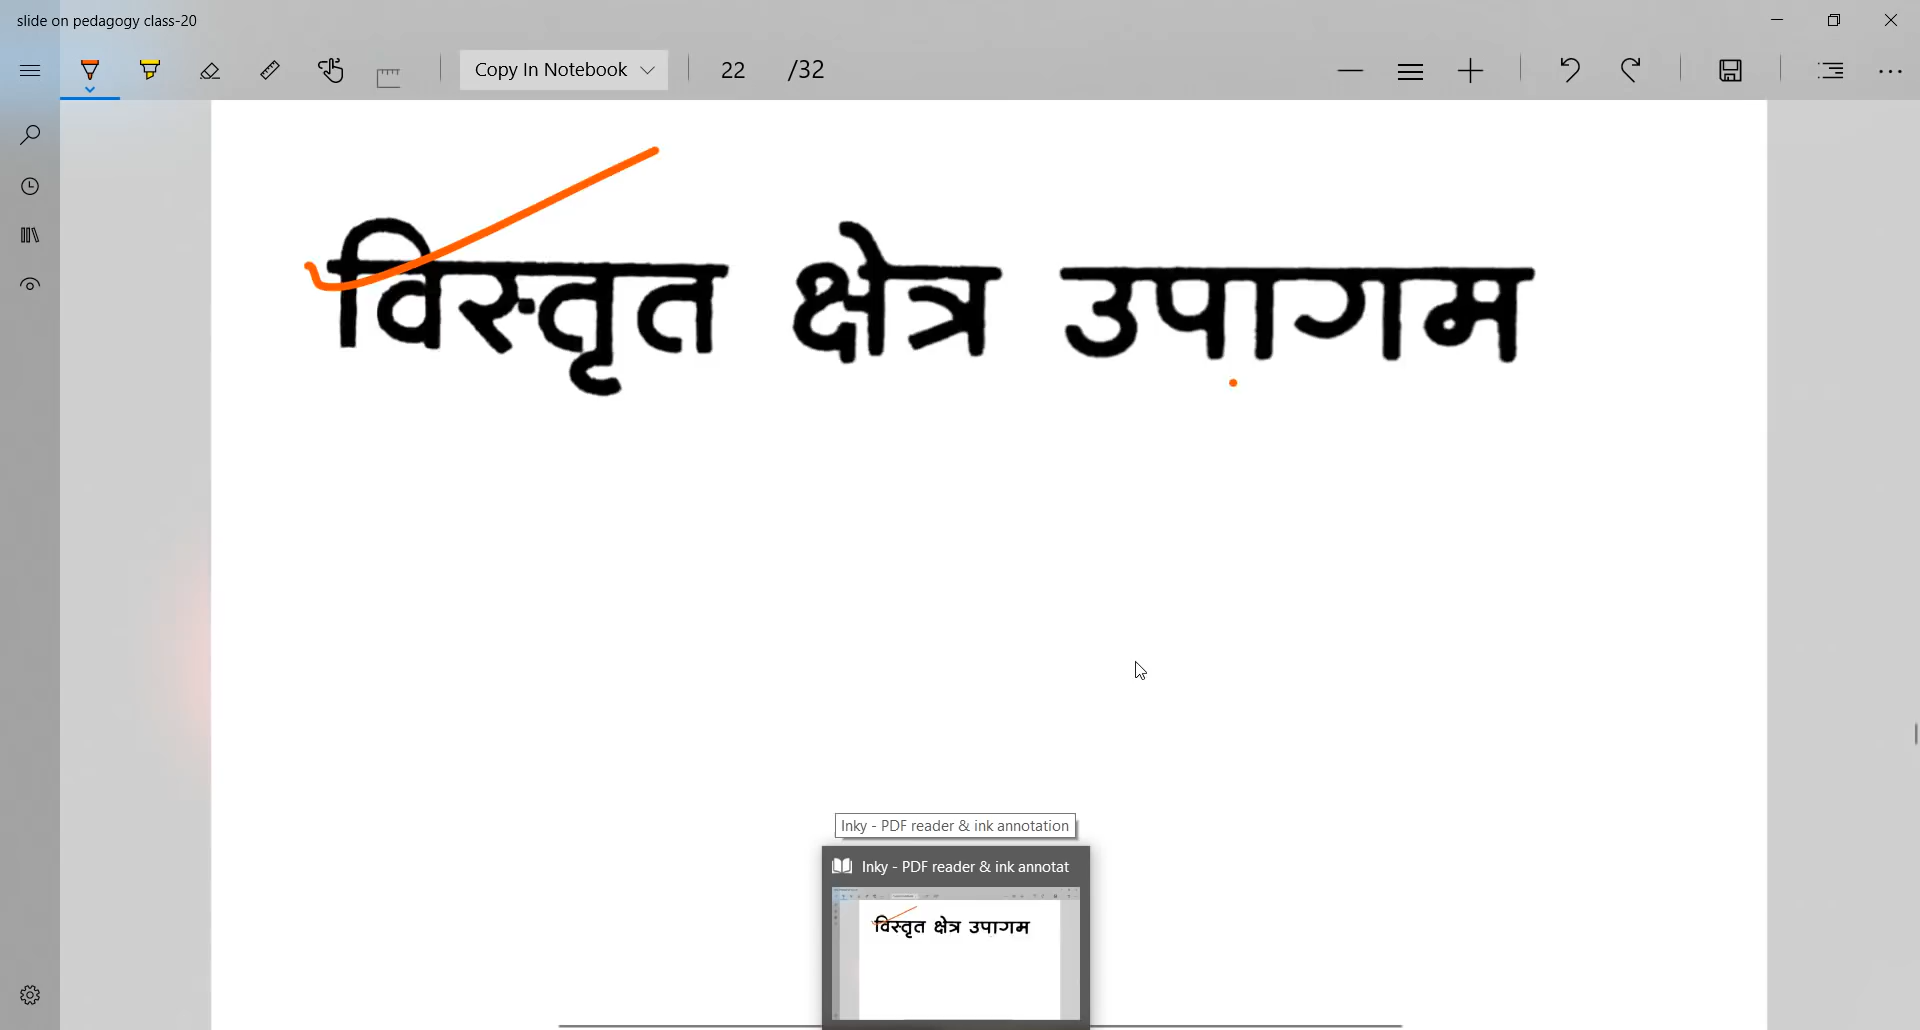 slide on pedagogy class-20
Copy In Notebook 22 /32
विस्तृत क्षेत्र उपागम
Inky - PDF reader & ink annotation
Inky - PDF reader & ink annotat
विस्तृत क्षेत्र उपागम